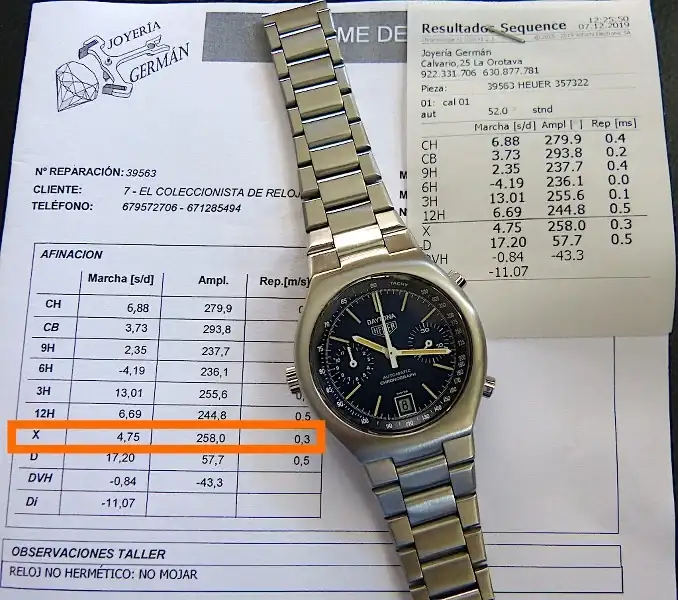 JOYERÍA
GERMÁN
ME DE
Nº REPARACIÓN: 39563
CLIENTE: 7 - EL COLECCIONISTA DE RELOJ
TELÉFONO: 679572706 - 671285494
AFINACION
Marcha [s/d] Ampl. Rep.[m/s
CH 6,88 279,9
CB 3,73 293,8
9H 2,35 237,7
6H -4,19 236,1
3H 13,01 255,6 0,
12H 6,69 244,8 0.5
X 4,75 258,0 0,3
D 17,20 57,7 0,5
DVH -0,84 -43,3
Di -11,07
OBSERVACIONES TALLER
RELOJ NO HERMÉTICO: NO MOJAR
12:25:50
Resultados Sequence 07.12.2019
Joyería Germán
Calvario,25 La Orotava
922.331.706 630.877.781
Pieza: 39563 HEUER 357322
01: cal 01
aut 52.0 stnd
Marcha [s/d] Ampl [ ] Rep [ms]
CH 6.88 279.9 0.4
CB 3.73 293.8 0.2
9H 2.35 237.7 0.4
6H -4.19 236.1 0.0
3H 13.01 255.6 0.1
12H 6.69 244.8 0.5
X 4.75 258.0 0.3
D 17.20 57.7 0.5
DVH -0.84 -43.3
-11.07
TACHY
DAYTONA
HEUER
30
AUTOMATIC
CHRONOGRAPH